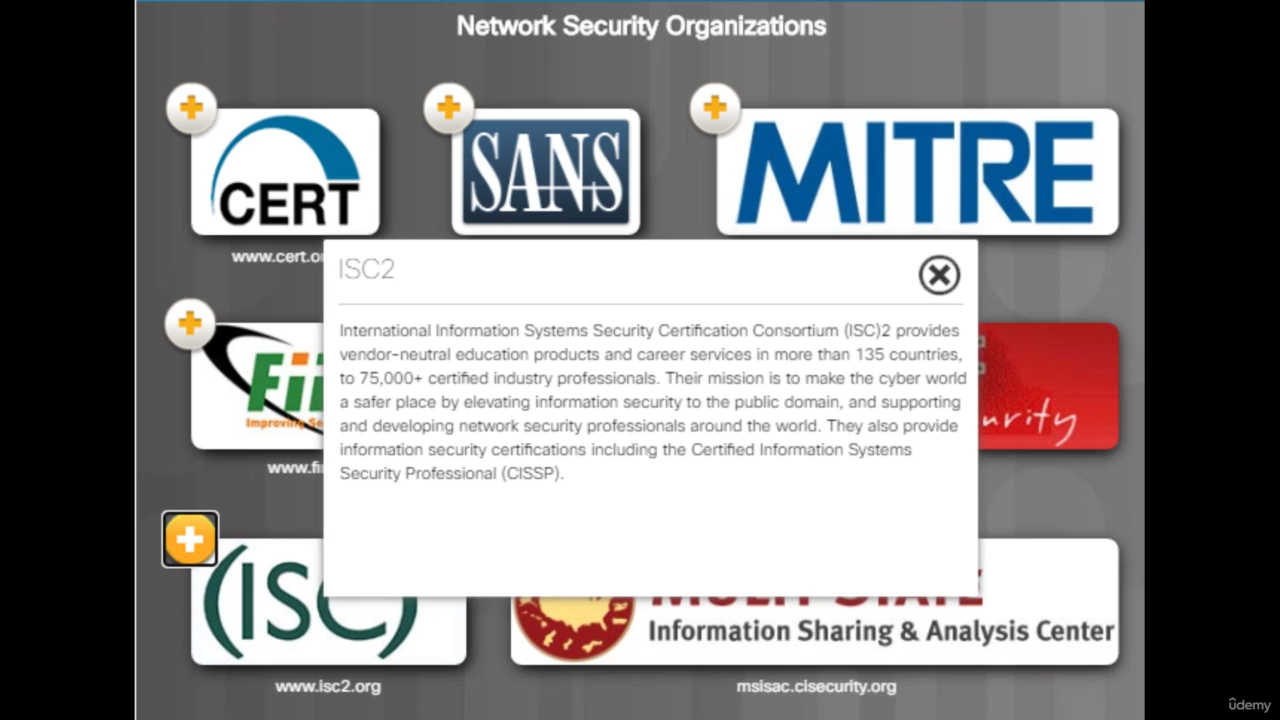 Network Security Organizations
CERT
SANS
MITRE
www.cert.o
ISC2
International Information Systems Security Certification Consortium (ISC)2 provides
vendor-neutral education products and career services in more than 135 countries,
to 75,000+ certified industry professionals. Their mission is to make the cyber world
a safer place by elevating information security to the public domain, and supporting
and developing network security professionals around the world. They also provide
information security certifications including the Certified Information Systems
Security Professional (CISSP).
Improving Se
urity
www.fi
(ISC)
Information Sharing & Analysis Center
www.isc2.org
msisac.cisecurity.org
ûdemy